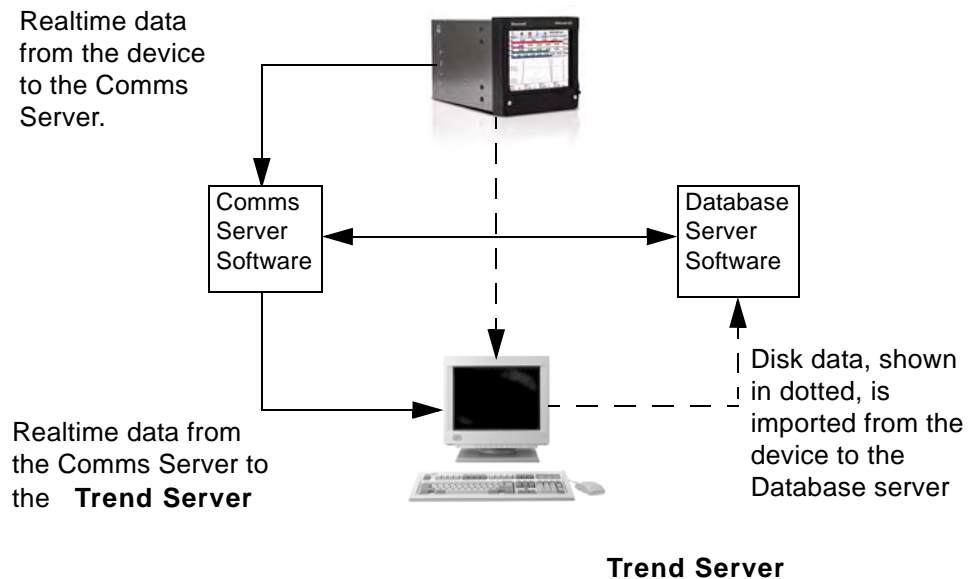 Realtime data
from the device
to the Comms
Server.
Comms
Server
Software
Database
Server
Software
Disk data, shown
in dotted, is
imported from the
device to the
Database server
Realtime data from
the Comms Server to
the Trend Server
Trend Server